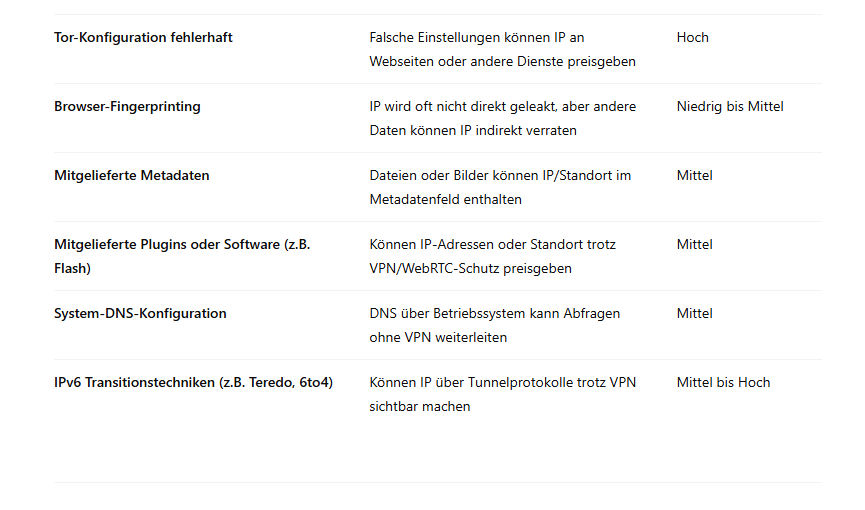 Tor-Konfiguration fehlerhaft
Falsche Einstellungen können IP an
Webseiten oder andere Dienste preisgeben
Hoch
Browser-Fingerprinting
IP wird oft nicht direkt geleakt, aber andere
Daten können IP indirekt verraten
Niedrig bis Mittel
Mitgelieferte Metadaten
Dateien oder Bilder können IP/Standort im
Metadatenfeld enthalten
Mittel
Mitgelieferte Plugins oder Software (z.B.
Flash)
Können IP-Adressen oder Standort trotz
VPN/WebRTC-Schutz preisgeben
Mittel
System-DNS-Konfiguration
DNS über Betriebssystem kann Abfragen
ohne VPN weiterleiten
Mittel
IPv6 Transitionstechniken (z.B. Teredo, 6to4)
Können IP über Tunnelprotokolle trotz VPN
sichtbar machen
Mittel bis Hoch